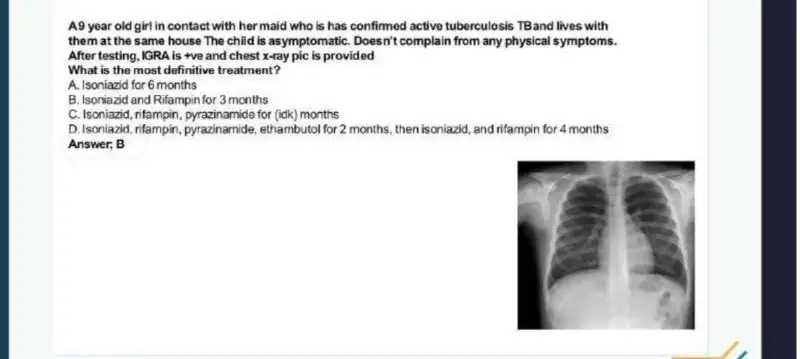 A9 year old girl in contact with her maid who is has confirmed active tuberculosis TBand lives with
them at the same house The child is asymptomatic. Doesn't complain from any physical symptoms.
After testing, IGRA is +ve and chest x-ray pic is provided
What is the most definitive treatment?
A. Isoniazid for 6 months
B. Isoniazid and Rifampin for 3 months
C. Isoniazid, rifampin, pyrazinamide for (idk) months
D. Isoniazid, rifampin, pyrazinamide, ethambutol for 2 months, then isoniazid, and rifampin for 4 months
Answer; B